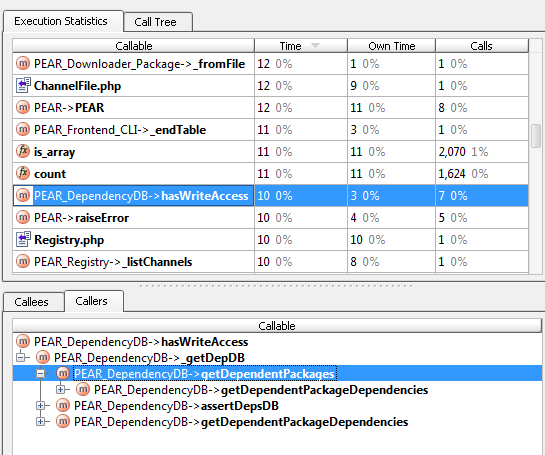 Execution Statistics Call Tree
Callable Time Own Time Calls
PEAR_Downloader_Package->_fromFile 12 0% 1 0% 1 0%
ChannelFile.php 12 0% 9 0% 1 0%
PEAR->PEAR 12 0% 11 0% 8 0%
PEAR_Frontend_CLI->_endTable 11 0% 3 0% 1 0%
is_array 11 0% 11 0% 2,070 1%
count 11 0% 11 0% 1,624 0%
PEAR_DependencyDB->hasWriteAccess 10 0% 3 0% 7 0%
PEAR->raiseError 10 0% 4 0% 5 0%
Registry.php 10 0% 10 0% 1 0%
PEAR_Registry->_listChannels 10 0% 8 0% 1 0%
Callees Callers
Callable
PEAR_DependencyDB->hasWriteAccess
PEAR_DependencyDB->_getDepDB
PEAR_DependencyDB->getDependentPackages
PEAR_DependencyDB->getDependentPackageDependencies
PEAR_DependencyDB->assertDepsDB
PEAR_DependencyDB->getDependentPackageDependencies